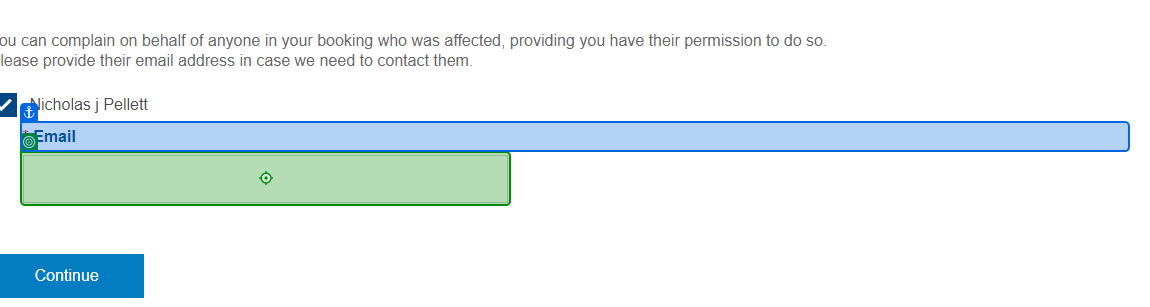 ou can complain on behalf of anyone in your booking who was affected, providing you have their permission to do so.
lease provide their email address in case we need to contact them.
Nicholas j Pellett
* Email
Continue